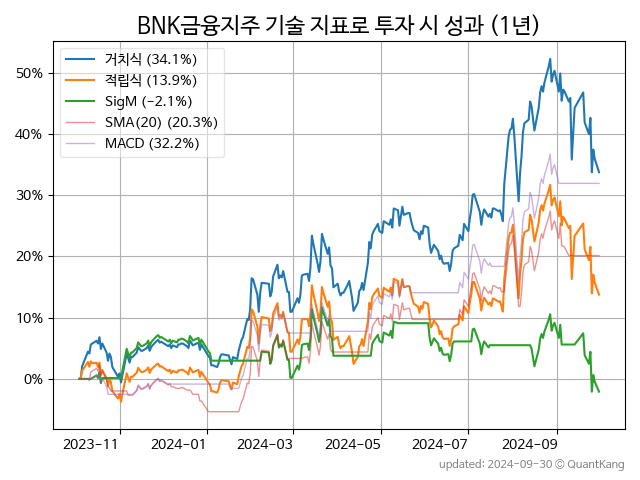 BNK금융지주 기술 지표로 투자 시 성과 (1년)
거치식 (34.1%)
적립식 (13.9%)
SigM (−2.1%)
SMA(20) (20.3%)
MACD (32.2%)
50%
40%
30%
20%
10%
0%
2023-11 2024-01 2024-03 2024-05 2024-07 2024-09
updated: 2024-09-30 © QuantKang